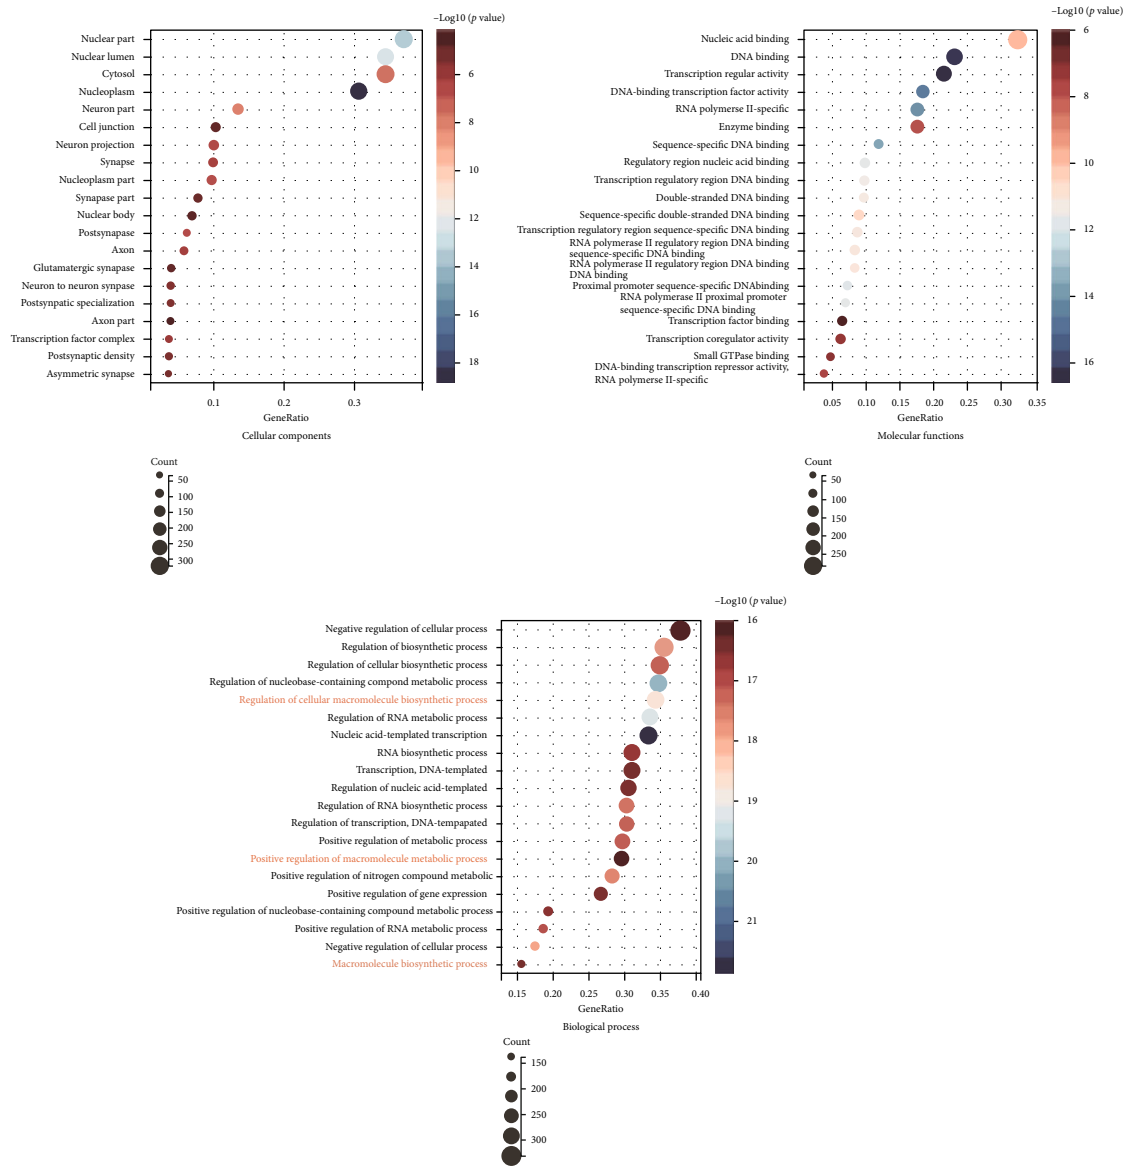 −Log10 (p value)
Nuclear part
Nuclear lumen
Cytosol
Nucleoplasm
Neuron part
Cell junction
Neuron projection
Synapse
Nucleoplasm part
Synapse part
Nuclear body
Postsynapse
Axon
Glutamatergic synapse
Neuron to neuron synpase
Postsynpatic specialization
Axon part
Transcription factor complex
Postsynaptic density
Asymmetric synapse
6
8
10
12
14
16
18
0.1
0.2
0.3
GeneRatio
Cellular components
Count
50
100
150
200
250
300
−Log10 (p value)
Nucleic acid binding
DNA binding
Transcription regular activity
DNA-binding transcription factor activity
RNA polymerse II-specific
Enzyme binding
Sequence-specific DNA binding
Regulatory region nucleic acid binding
Transcription regulatory region DNA binding
Double-stranded DNA binding
Sequence-specific double-stranded DNA binding
Transcription regulatory region sequence-specific DNA binding
RNA polymerase II regulatory region DNA binding
sequence-specific DNA binding
RNA polymerase II regulatory region DNA binding
DNA binding
Proximal promoter sequence-specific DNAbinding
RNA polymerase II proximal promoter
sequence-specific DNA binding
Transcription factor binding
Transcription coregulator activity
Small GTPase binding
DNA-binding transcription repressor activity,
RNA polymerse II-specific
6
8
10
12
14
16
0.05
0.10
0.15
0.20
0.25
0.30
0.35
GeneRatio
Molecular functions
Count
50
100
150
200
250
−Log10 (p value)
Negative regulation of cellular process
Regulation of biosynthetic process
Regulation of cellular biosynthetic process
Regulation of nucleobase-containing compond metabolic process
Regulation of cellular macromolecule biosynthetic process
Regulation of RNA metabolic process
Nucleic acid-templated transcription
RNA biosynthetic process
Transcription, DNA-templated
Regulation of nucleic acid-templated
Regulation of RNA biosynthetic process
Regulation of transcription, DNA-tempapated
Positive regulation of metabolic process
Positive regulation of macromolecule metabolic process
Positive regulation of nitrogen compound metabolic
Positive regulation of gene expression
Positive regulation of nucleobase-containing compound metabolic process
Positive regulation of RNA metabolic process
Negative regulation of cellular process
Macromolecule biosynthetic process
16
17
18
19
20
21
0.15
0.20
0.25
0.30
0.35
0.40
GeneRatio
Biological process
Count
150
200
250
300